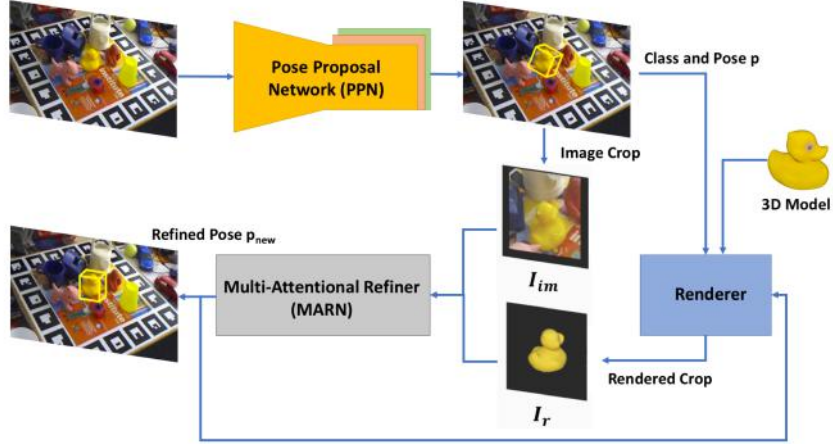 Pose Proposal
Network (PPN)
Class and Pose p
Image Crop
3D Model
Refined Pose pnew
Multi-Attentional Refiner
(MARN)
Iim
Renderer
Rendered Crop
Ir